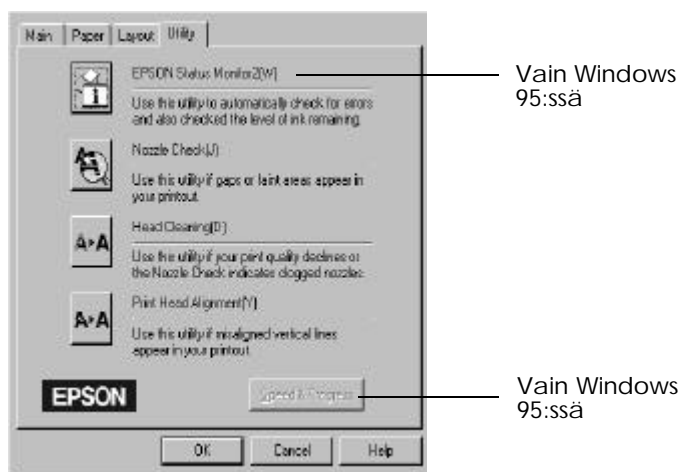 Main Paper Layout Utility
EPSON Status Monitor2(W)
Vain Windows
95:ssä
Use this utility to automatically check for errors
and also checked the level of ink remaining.
Nozzle Check(J)
Use this utility if gaps or faint areas appear in
your printout.
Head Cleaning(D)
Use this utility if your print quality declines or
the Nozzle Check indicates clogged nozzles.
Print Head Alignment(Y)
Use this utility if misaligned vertical lines
appear in your printout.
EPSON
Speed & Progress
Vain Windows
95:ssä
OK Cancel Help